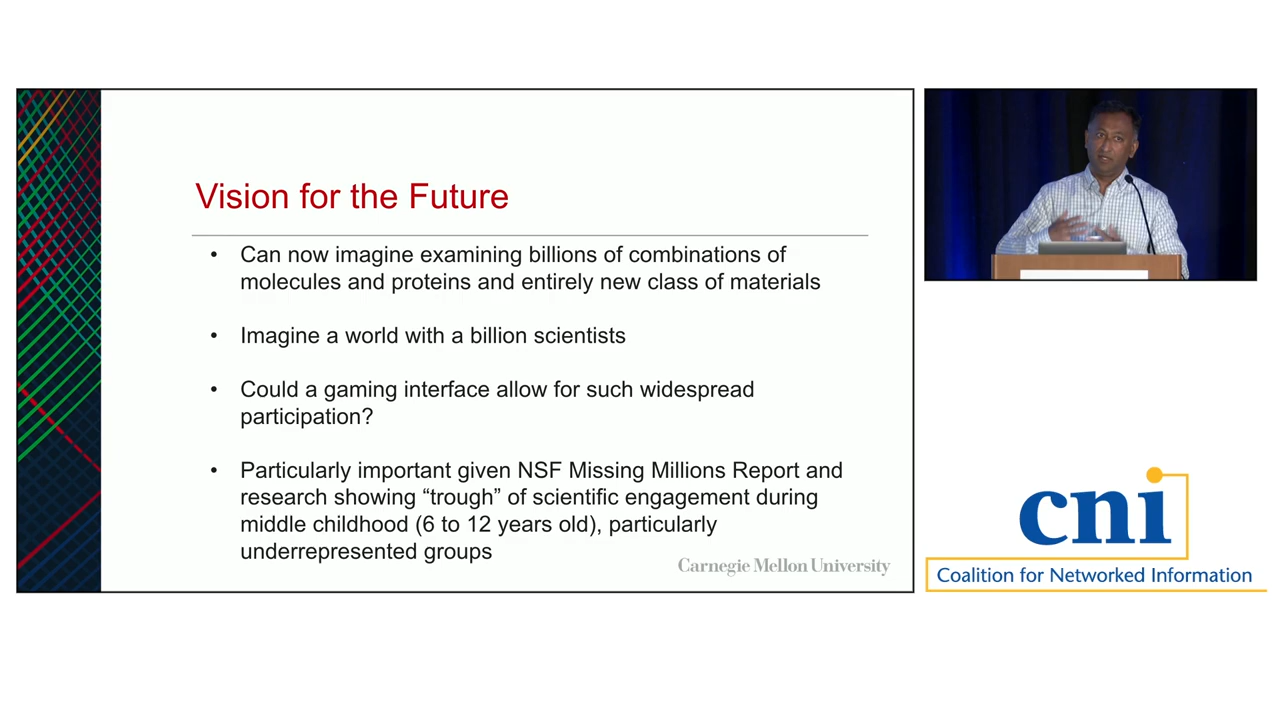 Vision for the Future
• Can now imagine examining billions of combinations of
molecules and proteins and entirely new class of materials
• Imagine a world with a billion scientists
• Could a gaming interface allow for such widespread
participation?
• Particularly important given NSF Missing Millions Report and
research showing “trough” of scientific engagement during
middle childhood (6 to 12 years old), particularly
underrepresented groups
Carnegie Mellon University
cni
Coalition for Networked Information